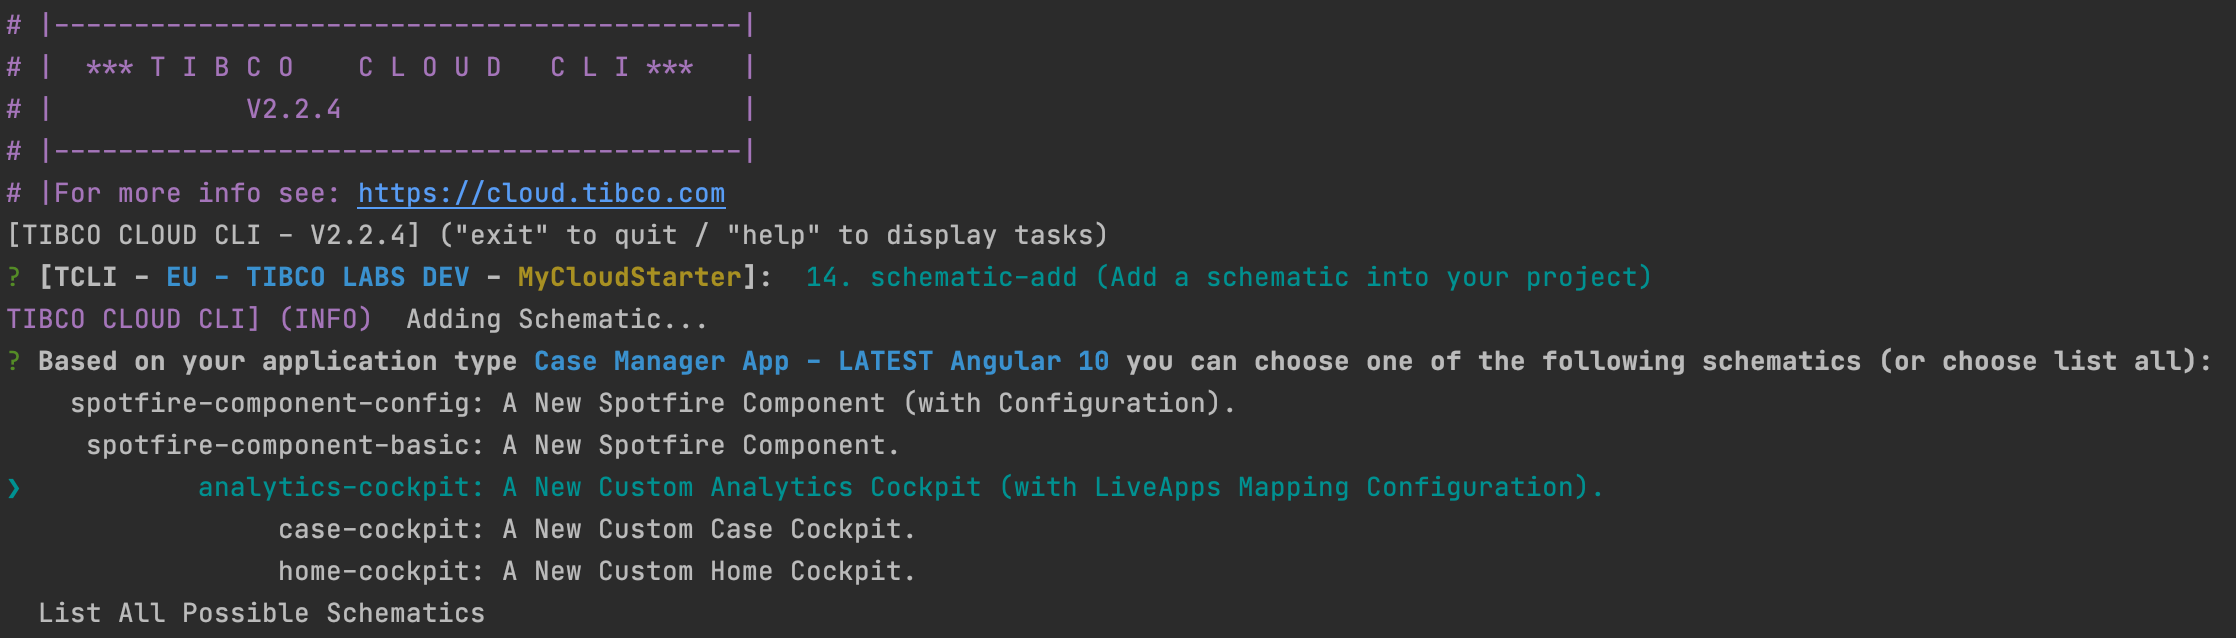 # |-------------------------------------------|
# |  *** T I B C O    C L O U D   C L I ***   |
# |            V2.2.4                         |
# |-------------------------------------------|
# |For more info see: https://cloud.tibco.com
[TIBCO CLOUD CLI - V2.2.4] ("exit" to quit / "help" to display tasks)
? [TCLI - EU - TIBCO LABS DEV - MyCloudStarter]:  14. schematic-add (Add a schematic into your project)
TIBCO CLOUD CLI] (INFO)  Adding Schematic...
? Based on your application type Case Manager App - LATEST Angular 10 you can choose one of the following schematics (or choose list all):
    spotfire-component-config: A New Spotfire Component (with Configuration).
     spotfire-component-basic: A New Spotfire Component.
❯           analytics-cockpit: A New Custom Analytics Cockpit (with LiveApps Mapping Configuration).
                 case-cockpit: A New Custom Case Cockpit.
                 home-cockpit: A New Custom Home Cockpit.
  List All Possible Schematics